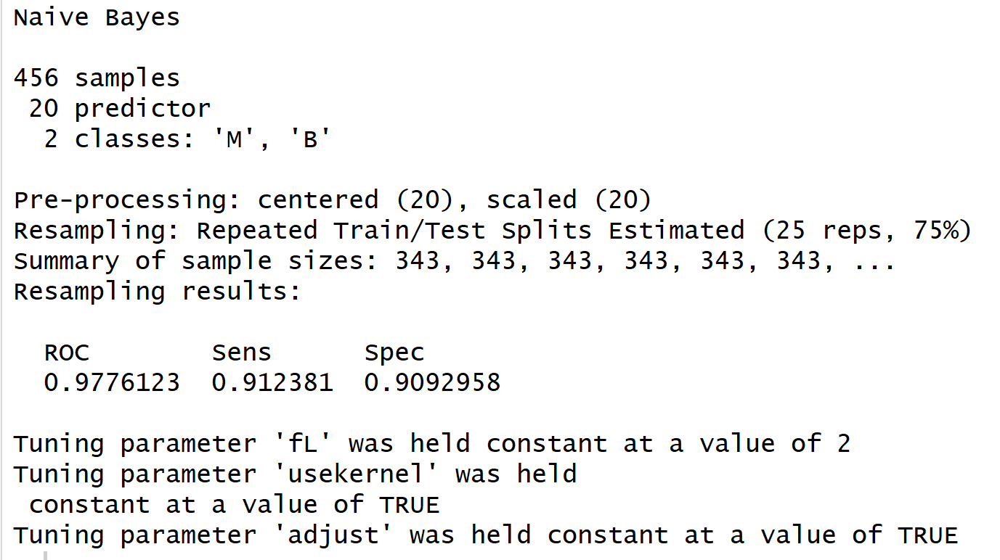 Naive Bayes
456 samples
20 predictor
2 classes: 'M', 'B'
Pre-processing: centered (20), scaled (20)
Resampling: Repeated Train/Test Splits Estimated (25 reps, 75%)
Summary of sample sizes: 343, 343, 343, 343, 343, 343, ...
Resampling results:
ROC Sens Spec
0.9776123 0.912381 0.9092958
Tuning parameter 'fL' was held constant at a value of 2
Tuning parameter 'usekernel' was held
constant at a value of TRUE
Tuning parameter 'adjust' was held constant at a value of TRUE